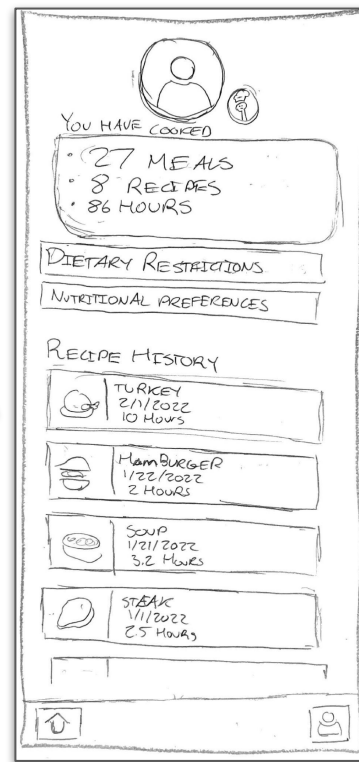 YOU HAVE COOKED
• 27 MEALS
• 8 RECIPES
• 86 HOURS
DIETARY RESTRICTIONS
NUTRITIONAL PREFERENCES
RECIPE HISTORY
TURKEY
2/1/2022
10 HOURS
HamBURGER
1/22/2022
2 HOURS
SOUP
1/21/2022
3.2 HOURS
STEAK
1/1/2022
2.5 HOURS